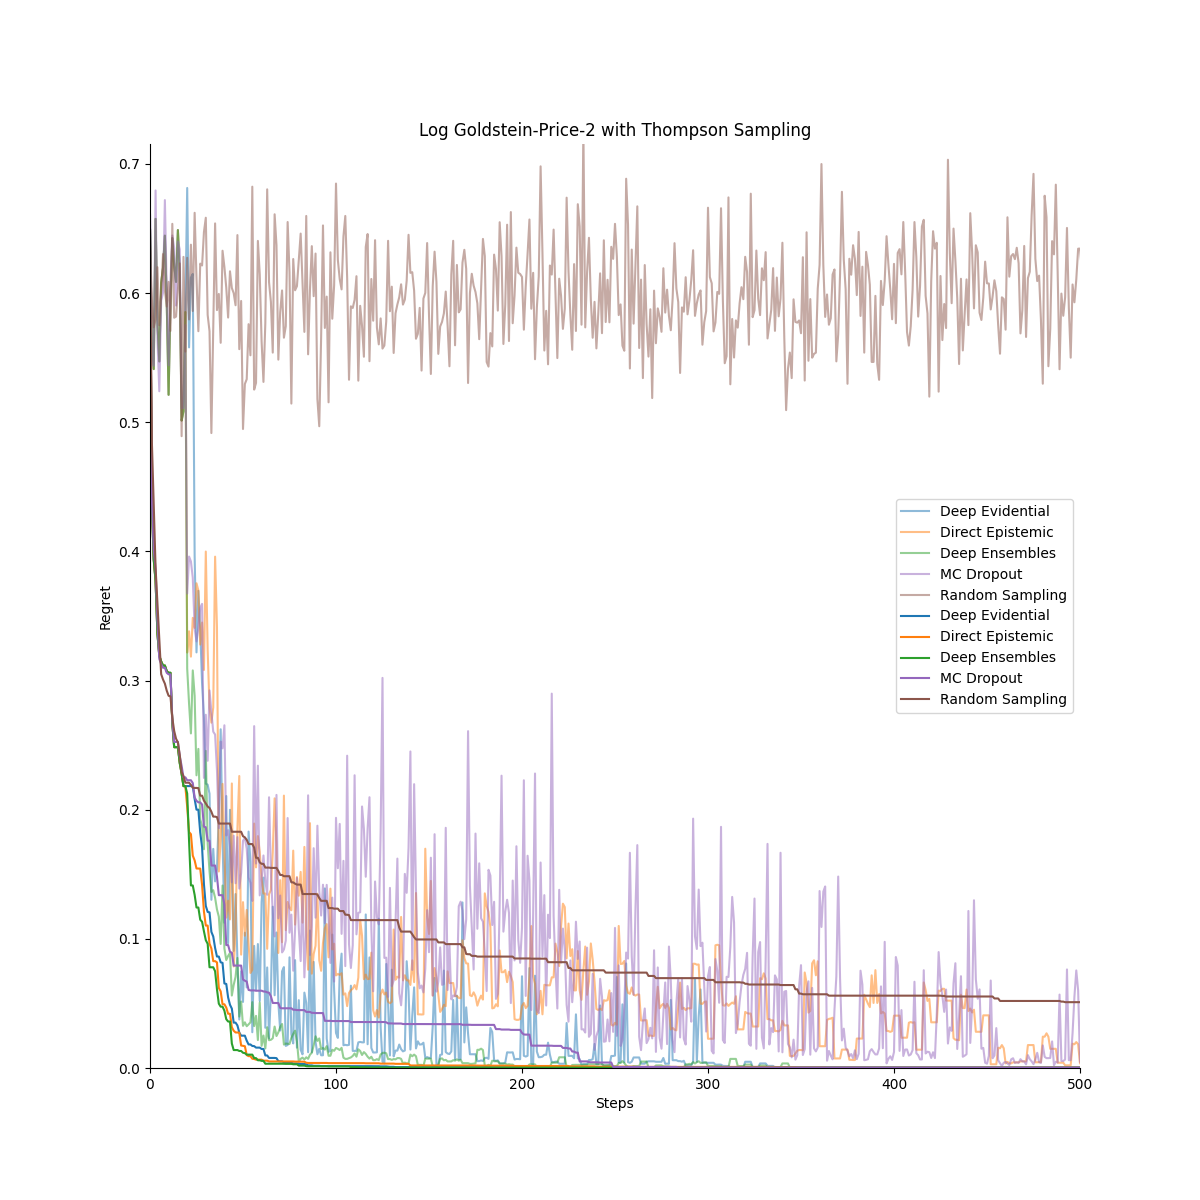 Log Goldstein-Price-2 with Thompson Sampling
0.7
0.6
0.5
0.4
0.3
0.2
0.1
0.0
Regret
Deep Evidential
Direct Epistemic
Deep Ensembles
MC Dropout
Random Sampling
Deep Evidential
Direct Epistemic
Deep Ensembles
MC Dropout
Random Sampling
0 100 200 300 400 500
Steps